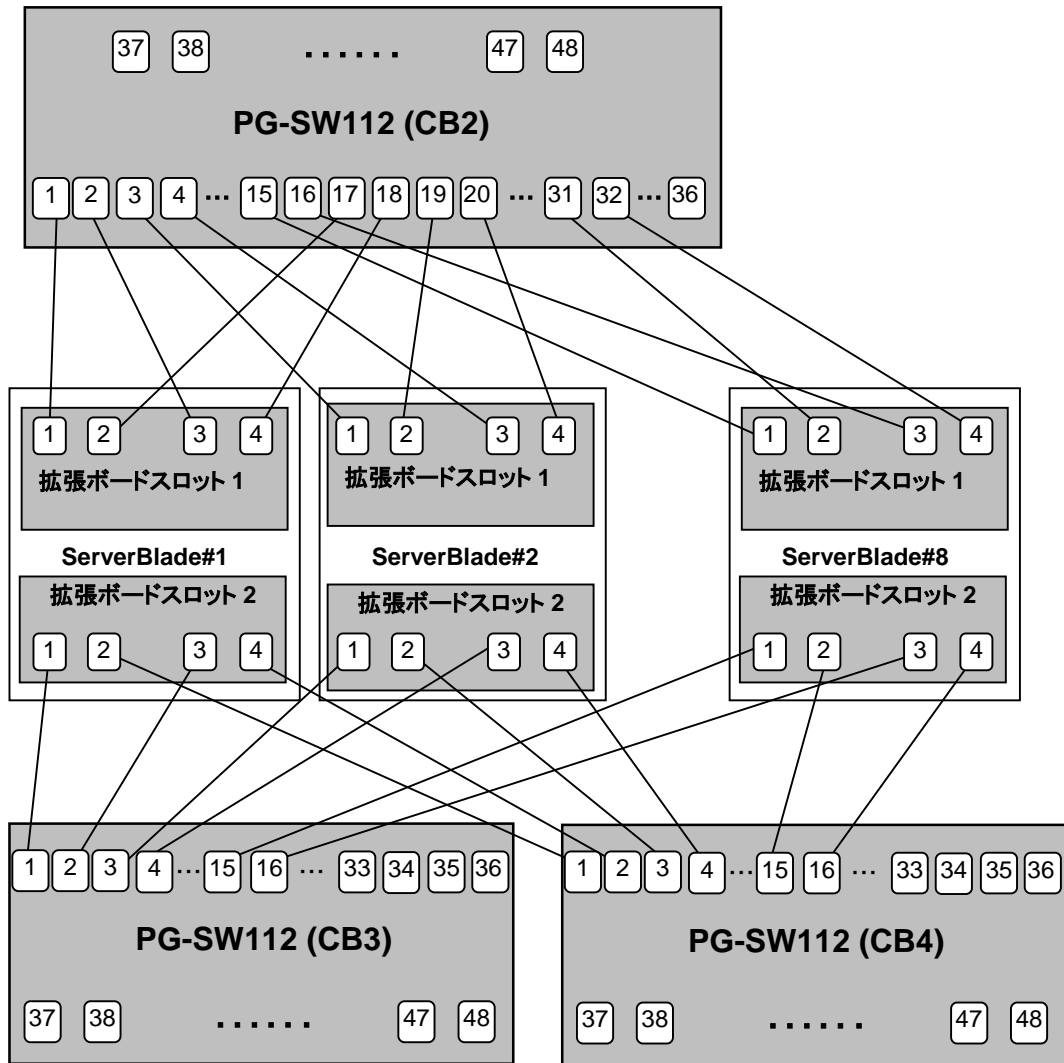 37 38 ...... 47 48
PG-SW112 (CB2)
1 2 3 4 ... 15 16 17 18 19 20 ... 31 32 ... 36
1 2 3 4 1 2 3 4 1 2 3 4
拡張ボードスロット 1 拡張ボードスロット 1 拡張ボードスロット 1
ServerBlade#1 ServerBlade#2 ServerBlade#8
拡張ボードスロット 2 拡張ボードスロット 2 拡張ボードスロット 2
1 2 3 4 1 2 3 4 1 2 3 4
1 2 3 4 ... 15 16 ... 33 34 35 36 1 2 3 4 ... 15 16 ... 33 34 35 36
PG-SW112 (CB3) PG-SW112 (CB4)
37 38 ...... 47 48 37 38 ...... 47 48